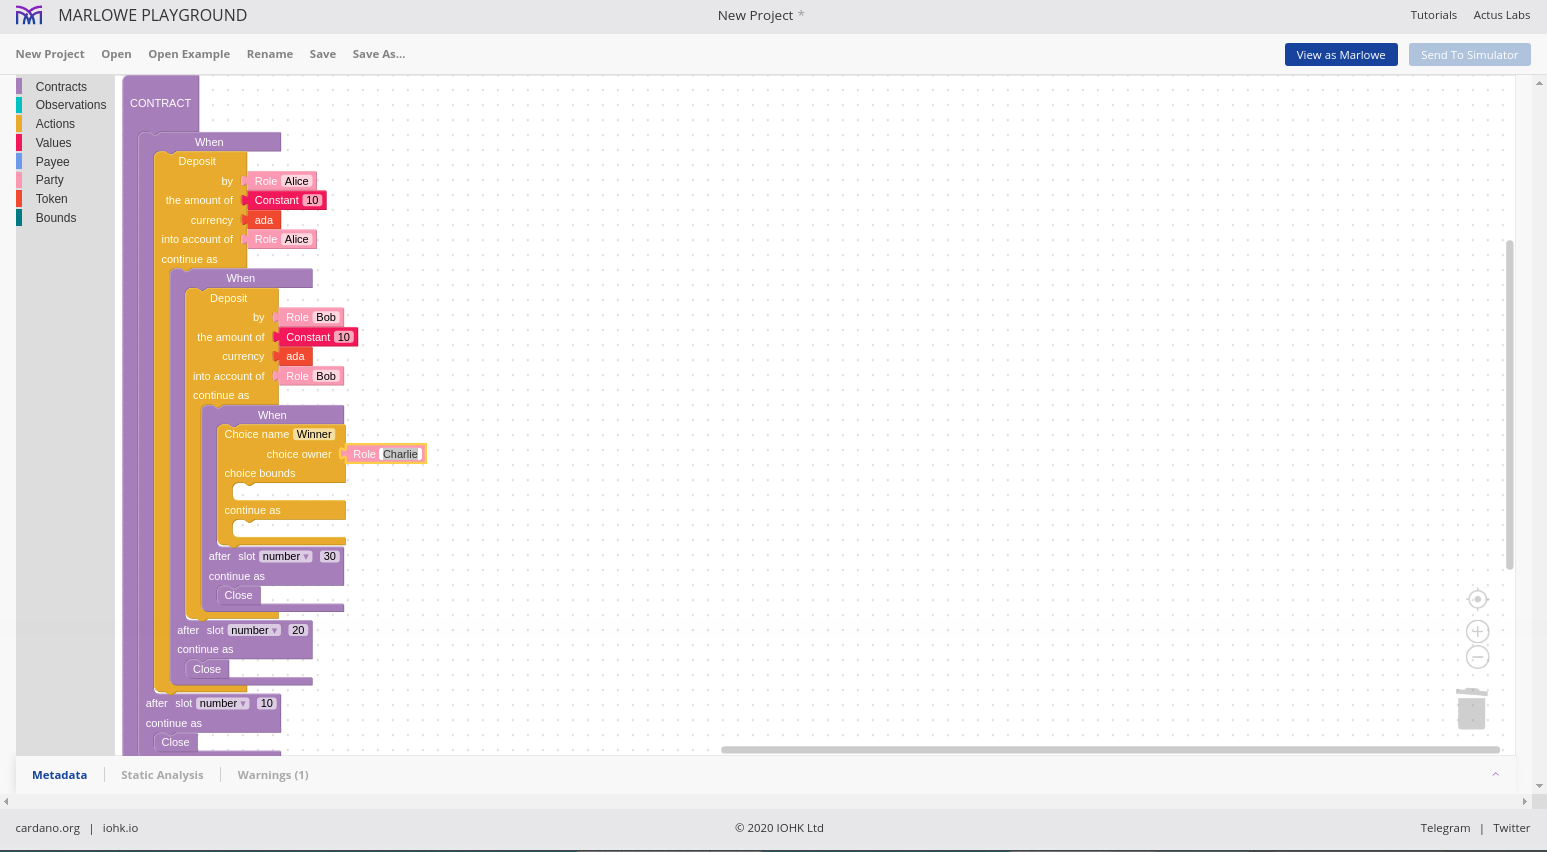 MARLOWE PLAYGROUND
New Project *
Tutorials Actus Labs
New Project Open Open Example Rename Save Save As...
View as Marlowe Send To Simulator
Contracts
Observations
Actions
Values
Payee
Party
Token
Bounds
CONTRACT
When
Deposit
by Role Alice
the amount of Constant 10
currency ada
into account of Role Alice
continue as
When
Deposit
by Role Bob
the amount of Constant 10
currency ada
into account of Role Bob
continue as
When
Choice name Winner
choice owner Role Charlie
choice bounds
continue as
after slot number 30
continue as
Close
after slot number 20
continue as
Close
after slot number 10
continue as
Close
Metadata Static Analysis Warnings (1)
cardano.org | iohk.io
© 2020 IOHK Ltd
Telegram | Twitter